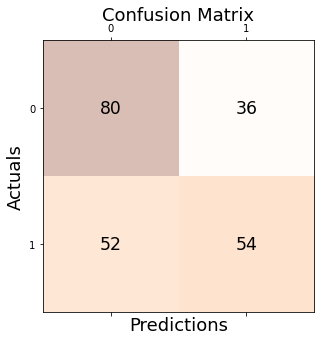 Confusion Matrix
0 1
0 80 36
Actuals
1 52 54
Predictions